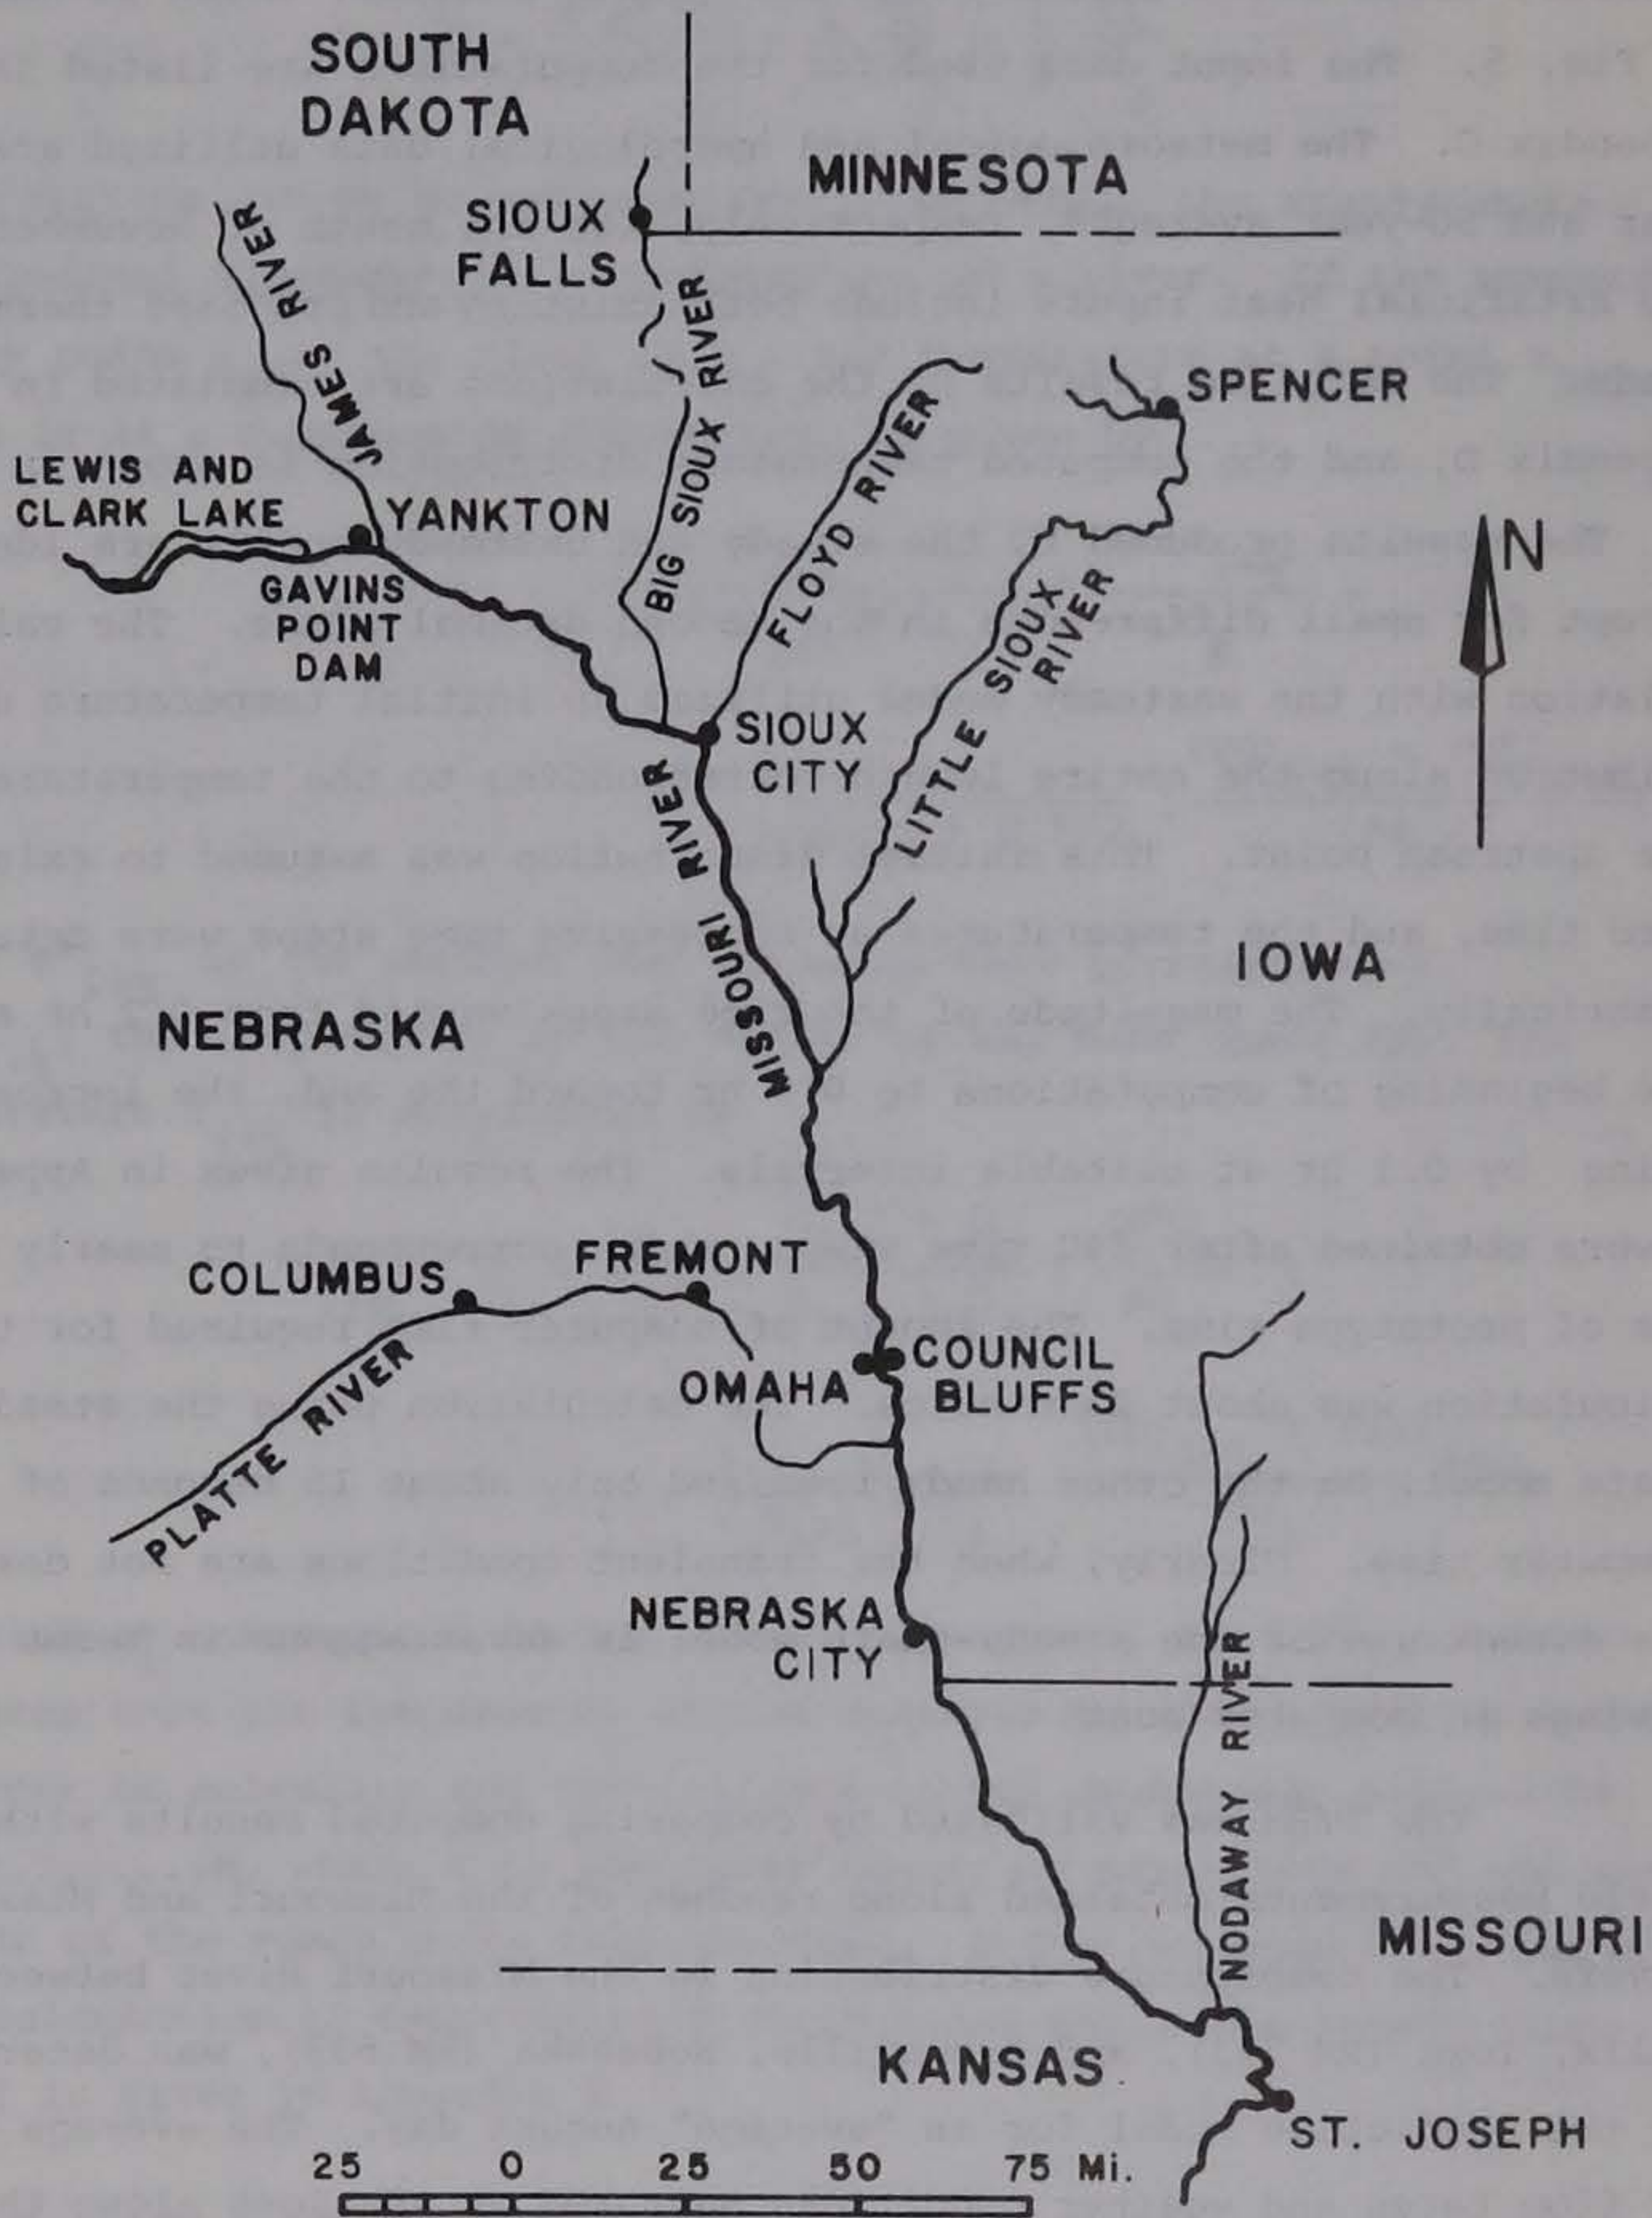 SOUTH
DAKOTA
MINNESOTA
SIOUX
FALLS
JAMES RIVER
BIG SIOUX RIVER
FLOYD RIVER
SPENCER
LEWIS AND
CLARK LAKE
YANKTON
GAVINS
POINT
DAM
N
LITTLE SIOUX
RIVER
SIOUX
CITY
MISSOURI RIVER
IOWA
NEBRASKA
COLUMBUS
FREMONT
PLATTE RIVER
OMAHA
COUNCIL
BLUFFS
NEBRASKA
CITY
NODAWAY RIVER
MISSOURI
KANSAS
ST. JOSEPH
25 0 25 50 75 Mi.